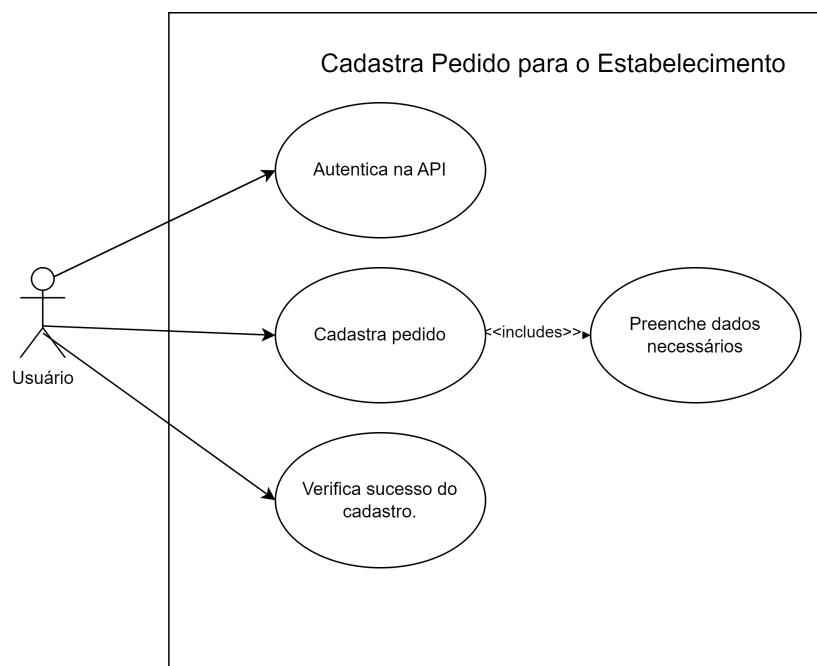 Cadastra Pedido para o Estabelecimento
Autentica na API
Cadastra pedido
<<includes>>
Preenche dados
necessários
Usuário
Verifica sucesso do
cadastro.